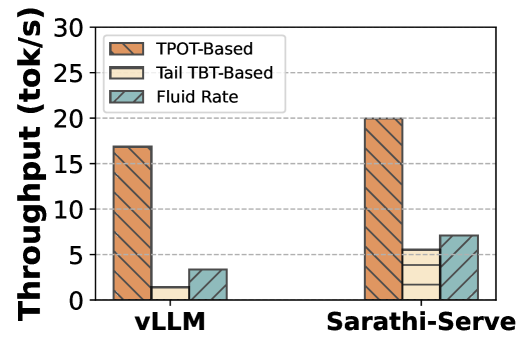 Throughput (tok/s)
30
25
20
15
10
5
0
TPOT-Based
Tail TBT-Based
Fluid Rate
vLLM
Sarathi-Serve